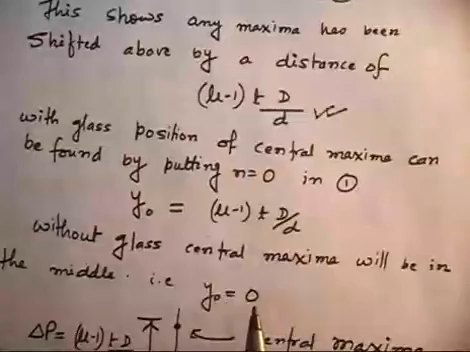 This shows any maxima has been
Shifted above by a distance of
(μ-1) t D/d
with glass position of central maxima can
be found by putting n=0 in ①
y₀ = (μ-1) t D/d
without glass central maxima will be in
the middle. i.e
y₀ = 0
ΔP = (μ-1) t D ← central maxima